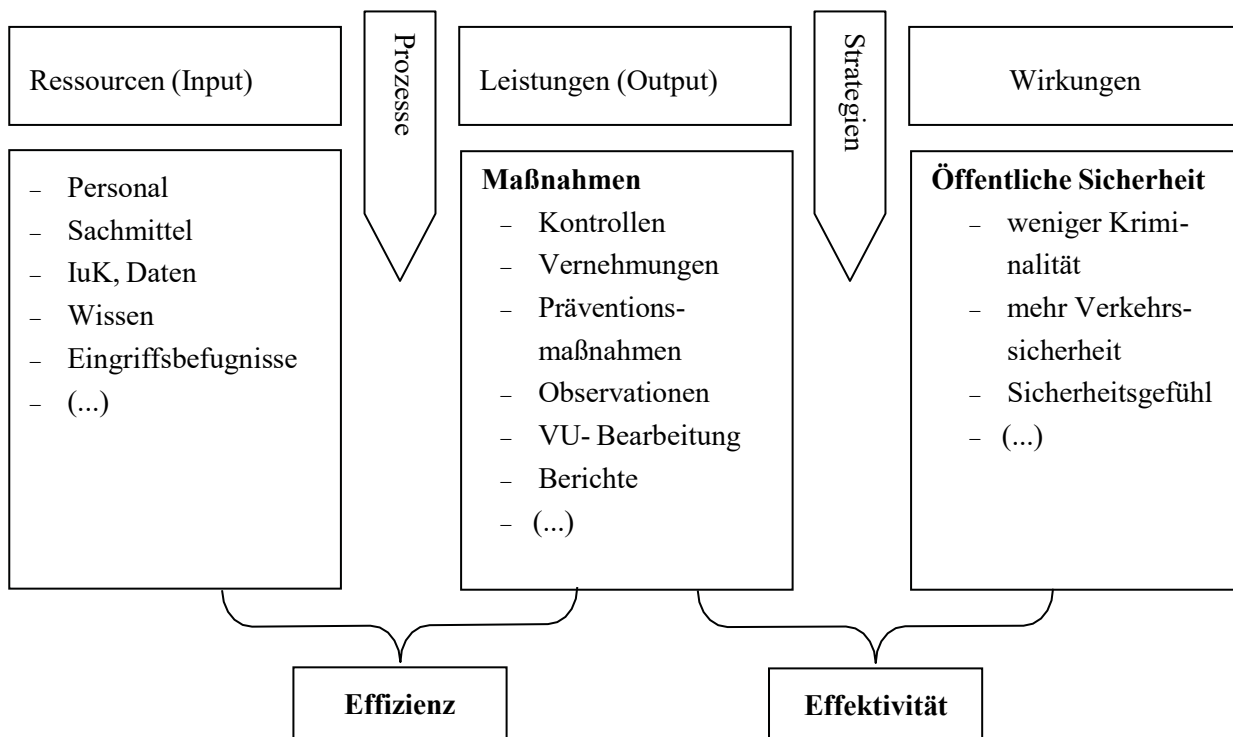 Ressourcen (Input)
Prozesse
Leistungen (Output)
Strategien
Wirkungen
– Personal
– Sachmittel
– IuK, Daten
– Wissen
– Eingriffsbefugnisse
– (...)
Maßnahmen
– Kontrollen
– Vernehmungen
– Präventions-
maßnahmen
– Observationen
– VU- Bearbeitung
– Berichte
– (...)
Öffentliche Sicherheit
– weniger Krimi-
nalität
– mehr Verkehrs-
sicherheit
– Sicherheitsgefühl
– (...)
Effizienz
Effektivität